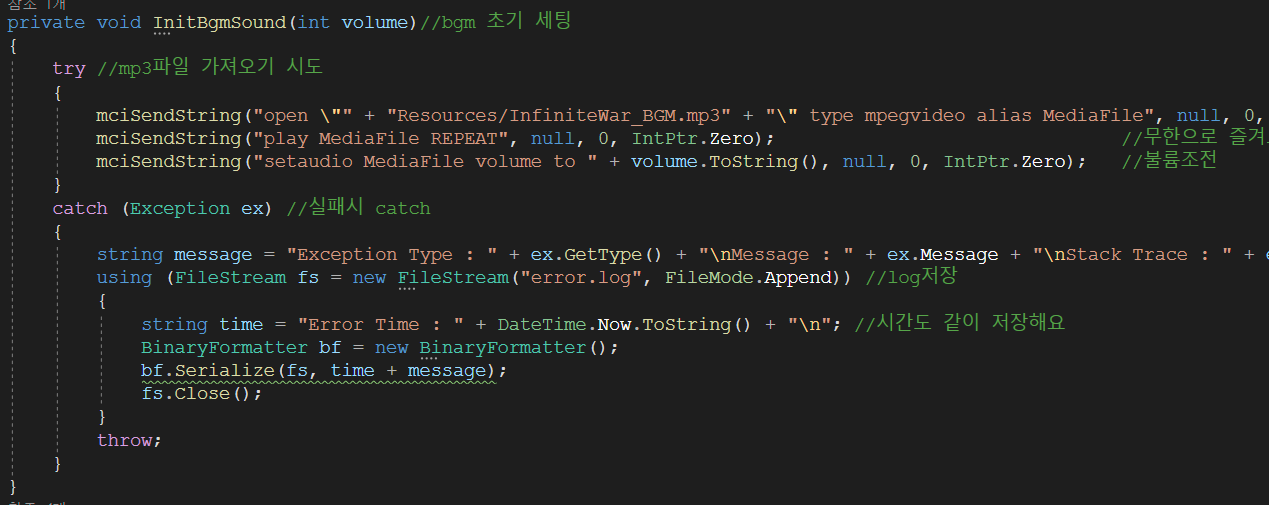 참조 1개
private void InitBgmSound(int volume)//bgm 초기 세팅
{
try //mp3파일 가져오기 시도
{
mciSendString("open \"" + "Resources/InfiniteWar_BGM.mp3" + "\" type mpegvideo alias MediaFile", null, 0,
mciSendString("play MediaFile REPEAT", null, 0, IntPtr.Zero); //무한으로 즐겨
mciSendString("setaudio MediaFile volume to " + volume.ToString(), null, 0, IntPtr.Zero); //불륨조전
}
catch (Exception ex) //실패시 catch
{
string message = "Exception Type : " + ex.GetType() + "\nMessage : " + ex.Message + "\nStack Trace : " +
using (FileStream fs = new FileStream("error.log", FileMode.Append)) //log저장
{
string time = "Error Time : " + DateTime.Now.ToString() + "\n"; //시간도 같이 저장해요
BinaryFormatter bf = new BinaryFormatter();
bf.Serialize(fs, time + message);
fs.Close();
}
throw;
}
}